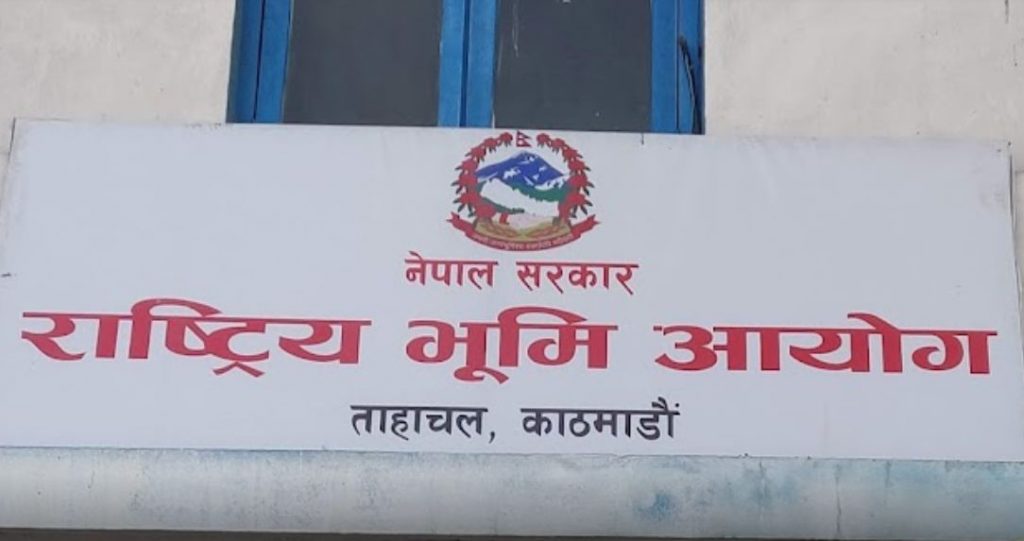 नेपाल सरकार
राष्ट्रिय भूमि आयोग
ताहाचल, काठमाडौं